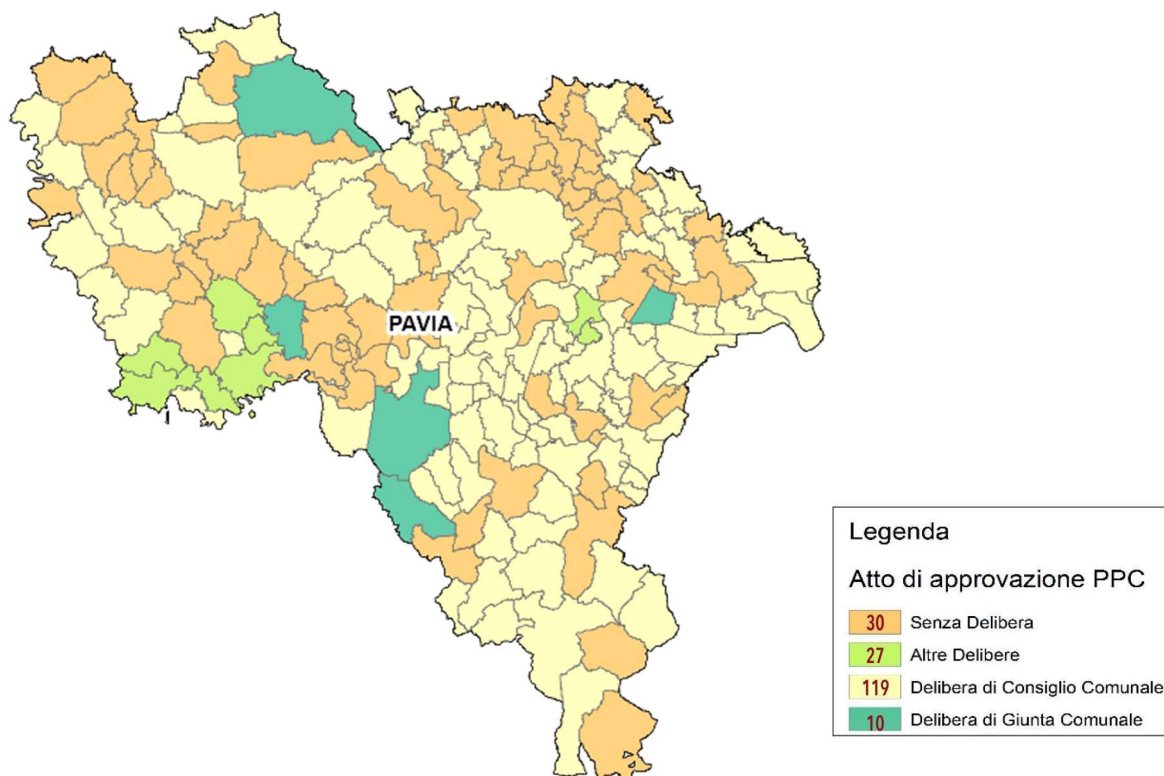 PAVIA
Legenda
Atto di approvazione PPC
30 Senza Delibera
27 Altre Delibere
119 Delibera di Consiglio Comunale
10 Delibera di Giunta Comunale